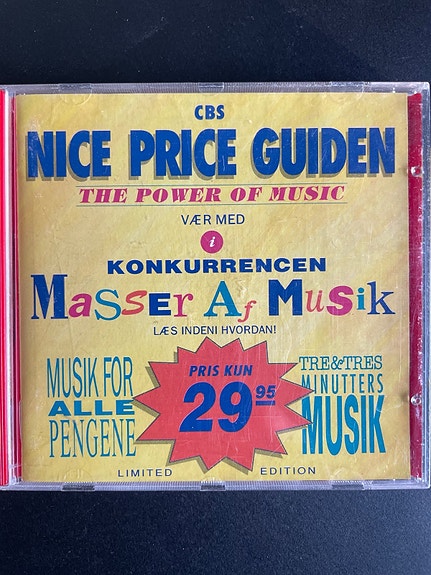 CBS
NICE PRICE GUIDEN
THE POWER OF MUSIC
VÆR MED
i
KONKURRENCEN
MaSSER Af MuSik
LÆS INDENI HVORDAN!
MUSIK FOR
ALLE
PENGENE
PRIS KUN
29 95
TRE&TRES
MINUTTERS
MUSIK
LIMITED EDITION